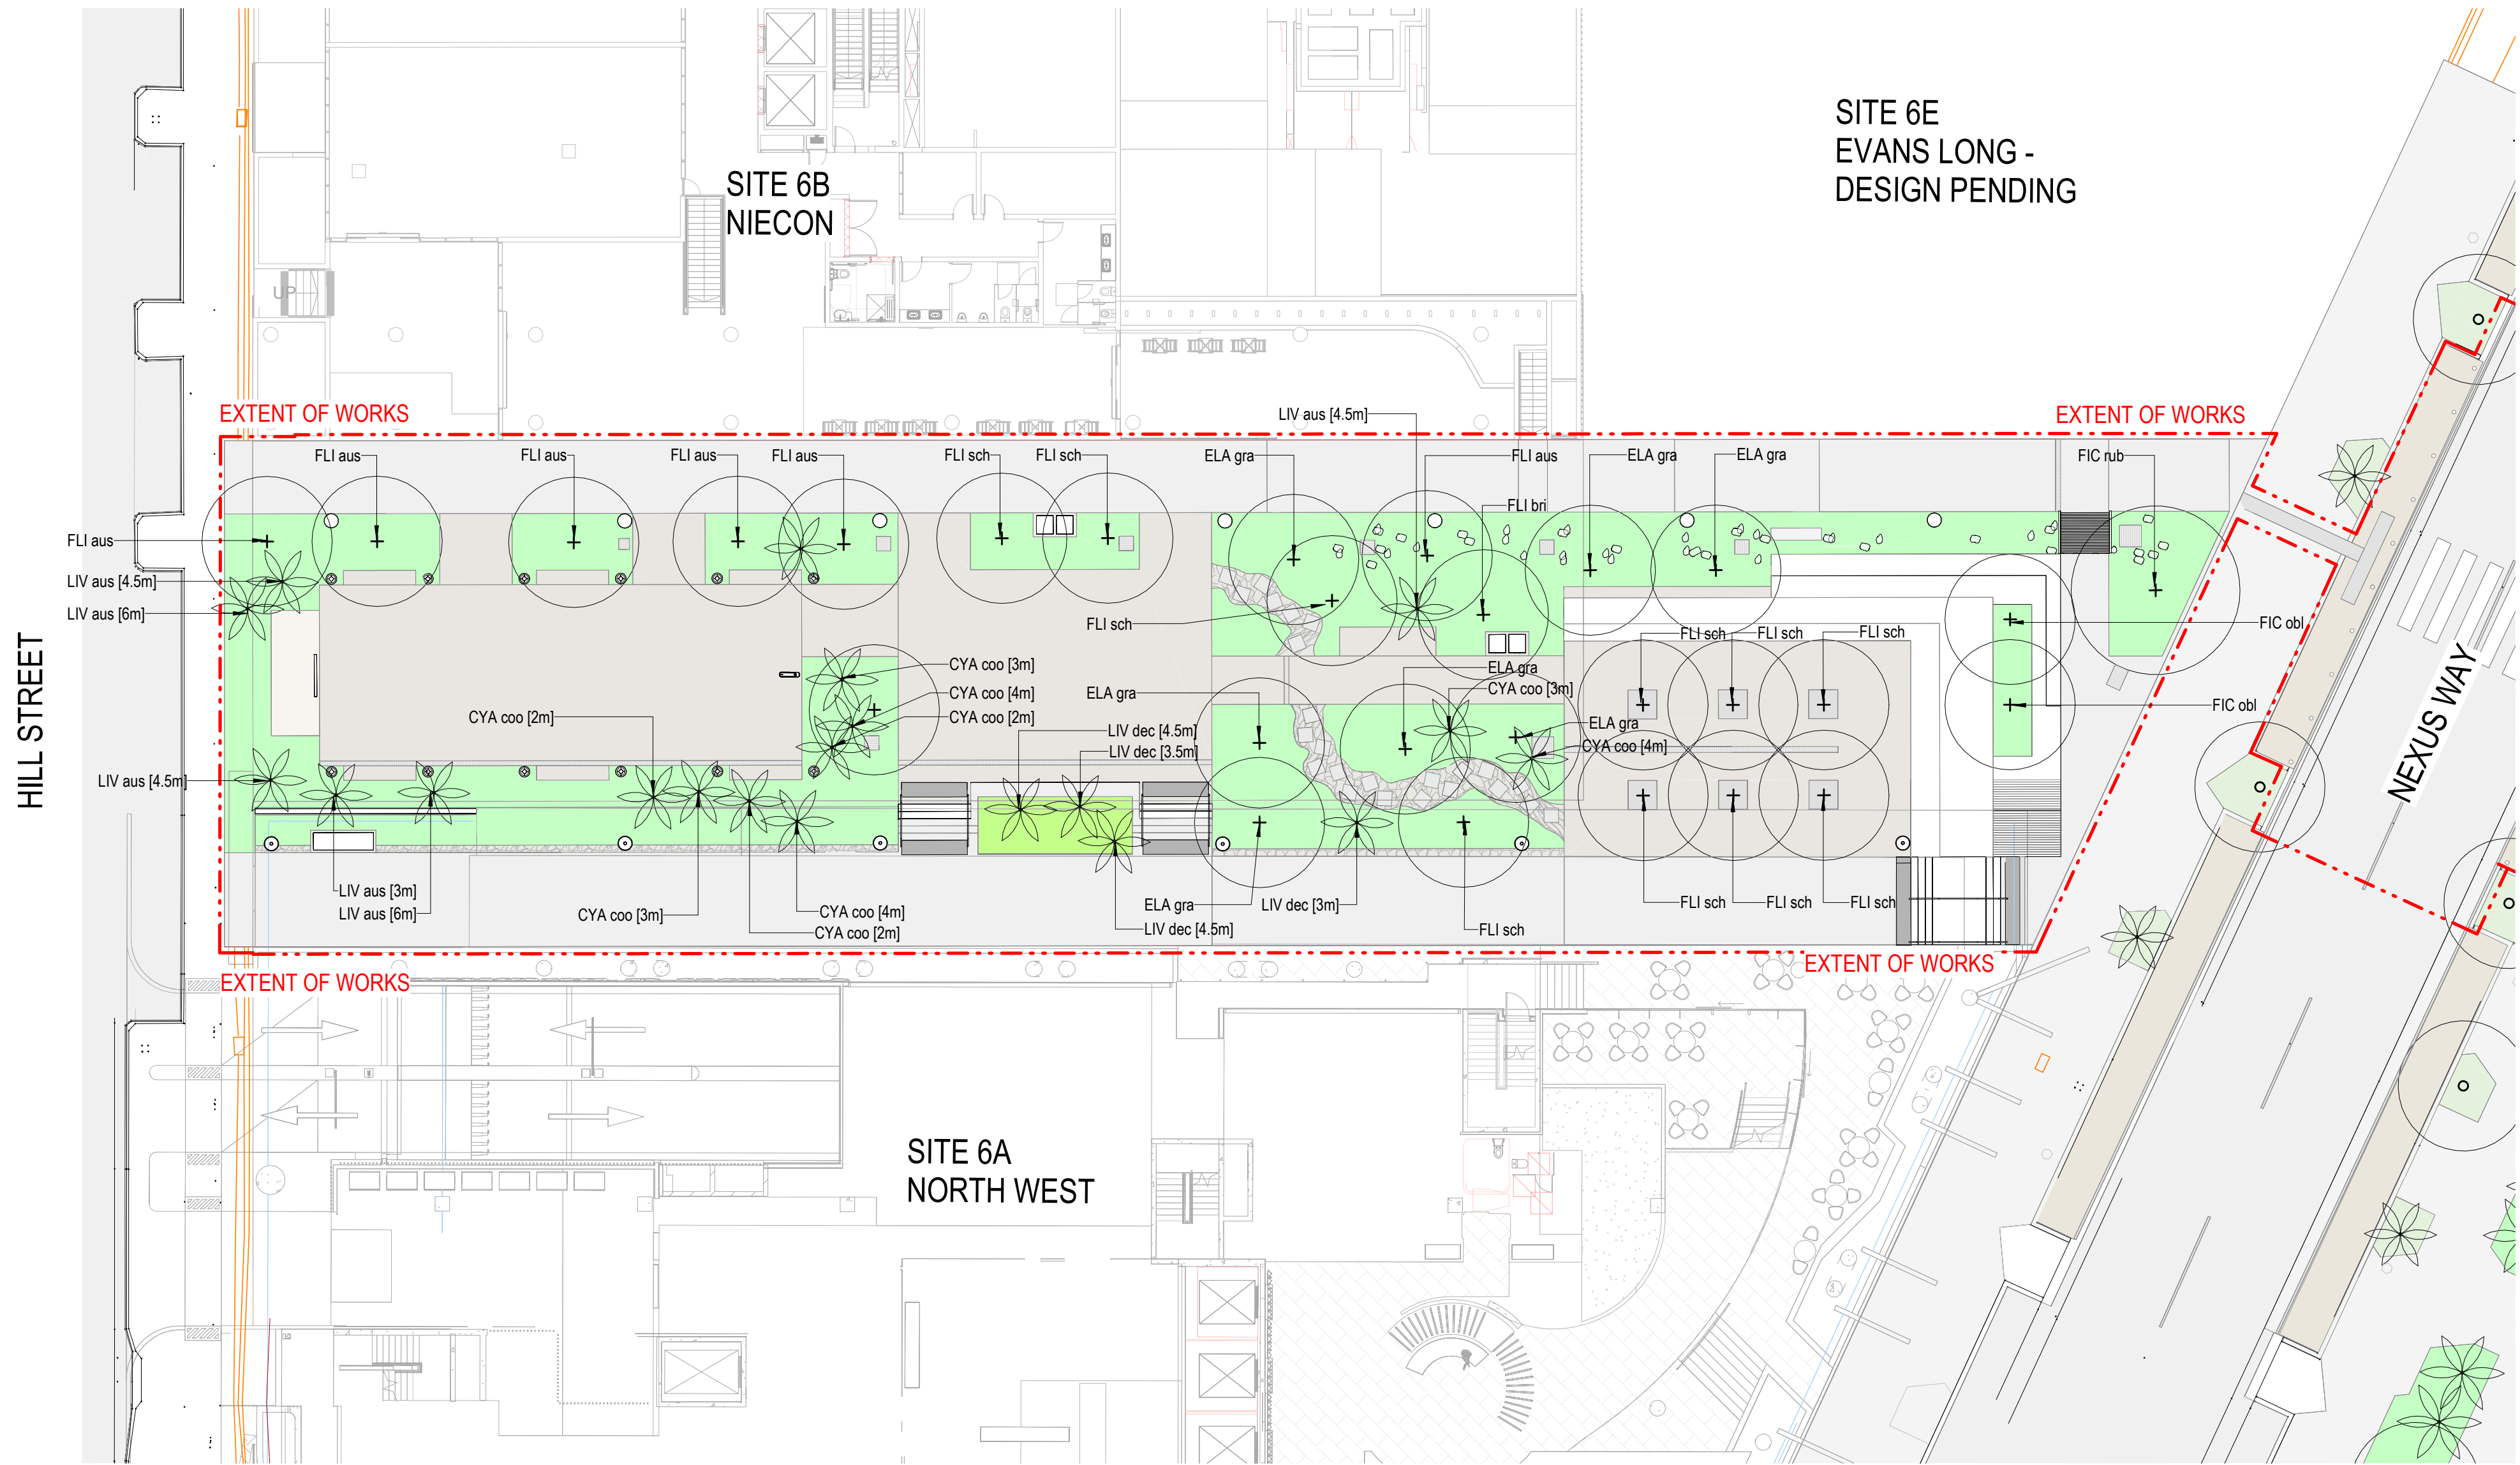 SITE 6E
EVANS LONG -
DESIGN PENDING
SITE 6B
NIECON
UP
EXTENT OF WORKS
LIV aus [4.5m]
EXTENT OF WORKS
FLI aus
FLI aus
FLI aus
FLI aus
FLI sch
FLI sch
ELA gra
FLI aus
ELA gra
ELA gra
FIC rub
FLI bri
FLI aus
LIV aus [4.5m]
LIV aus [6m]
FLI sch
FLI sch
FLI sch
FLI sch
FIC obl
HILL STREET
CYA coo [3m]
ELA gra
CYA coo [4m]
ELA gra
CYA coo [3m]
CYA coo [2m]
CYA coo [2m]
FIC obl
NEXUS WAY
LIV dec [4.5m]
ELA gra
LIV dec [3.5m]
CYA coo [4m]
LIV aus [4.5m]
LIV aus [3m]
LIV aus [6m]
CYA coo [3m]
CYA coo [4m]
CYA coo [2m]
ELA gra
LIV dec [3m]
LIV dec [4.5m]
FLI sch
FLI sch
FLI sch
FLI sch
EXTENT OF WORKS
EXTENT OF WORKS
SITE 6A
NORTH WEST